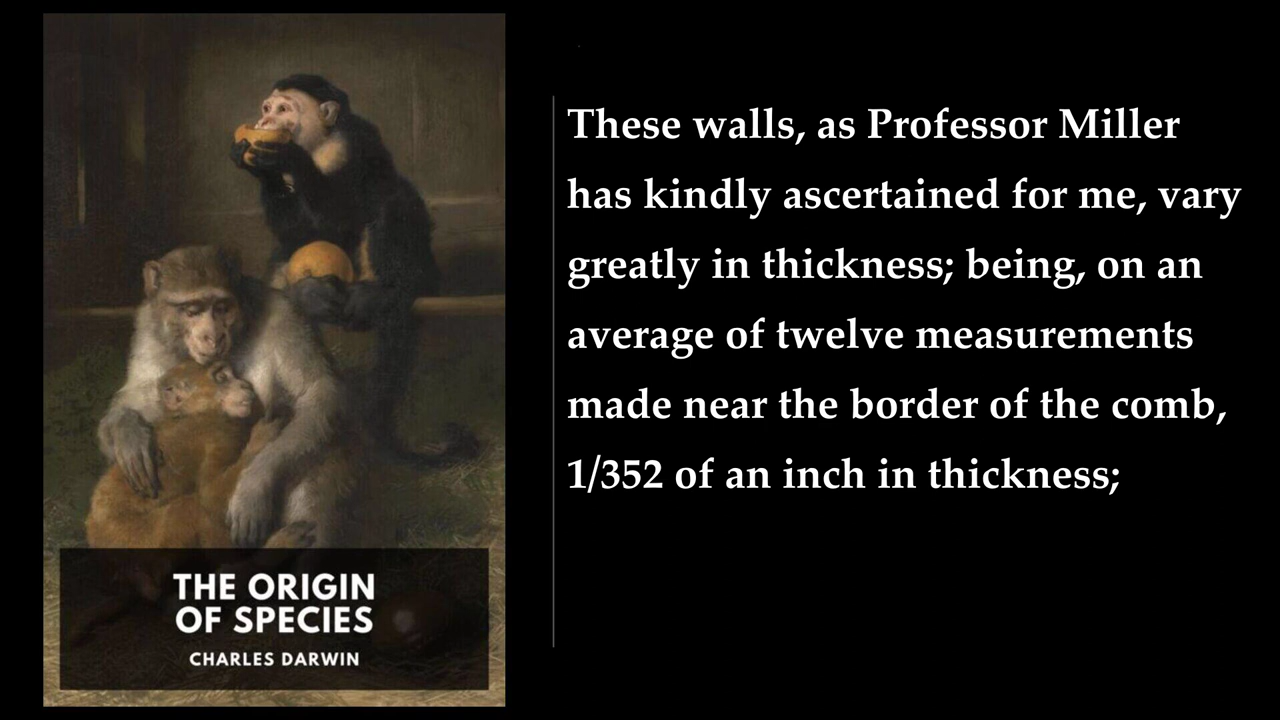 THE ORIGIN
OF SPECIES
CHARLES DARWIN
These walls, as Professor Miller
has kindly ascertained for me, vary
greatly in thickness; being, on an
average of twelve measurements
made near the border of the comb,
1/352 of an inch in thickness;